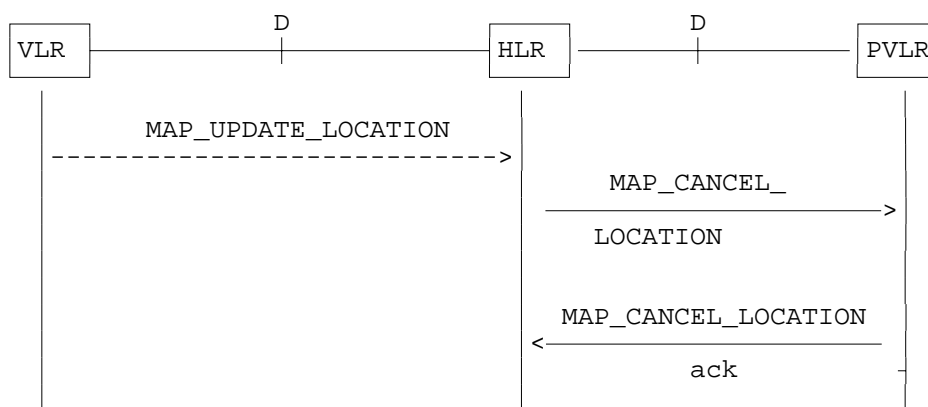 D D
VLR HLR PVLR
MAP_UPDATE_LOCATION
MAP_CANCEL_
LOCATION
MAP_CANCEL_LOCATION
ack